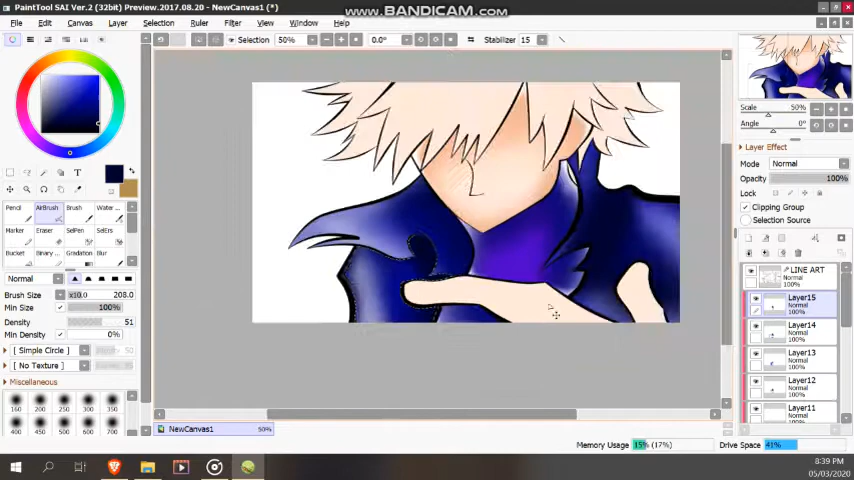 www.BANDICAM.com
PaintTool SAI Ver.2 (32bit) Preview.2017.08.20 - NewCanvas1 (*)
File Edit Canvas Layer Selection Ruler Filter View Window Help
Selection 50% 0.0° Stabilizer 15
Scale 50%
Angle 0°
Layer Effect
Mode Normal
Opacity 100%
Lock
Clipping Group
Selection Source
Pencil AirBrush Brush Water ...
Marker Eraser SelPen SelErs
Bucket Binary ... Gradation Blur
Normal
Brush Size x10.0 208.0
Min Size 100%
Density 51
Min Density 0%
[ Simple Circle ] 50
[ No Texture ]
Miscellaneous
160 200 250 300 350
400 450 500 600 700
LINE ART
Normal
100%
Layer15
Normal
100%
Layer14
Normal
100%
Layer13
Normal
100%
Layer12
Normal
100%
Layer11
Normal
NewCanvas1 50%
Memory Usage 15% (17%) Drive Space 41%
8:39 PM
05/03/2020